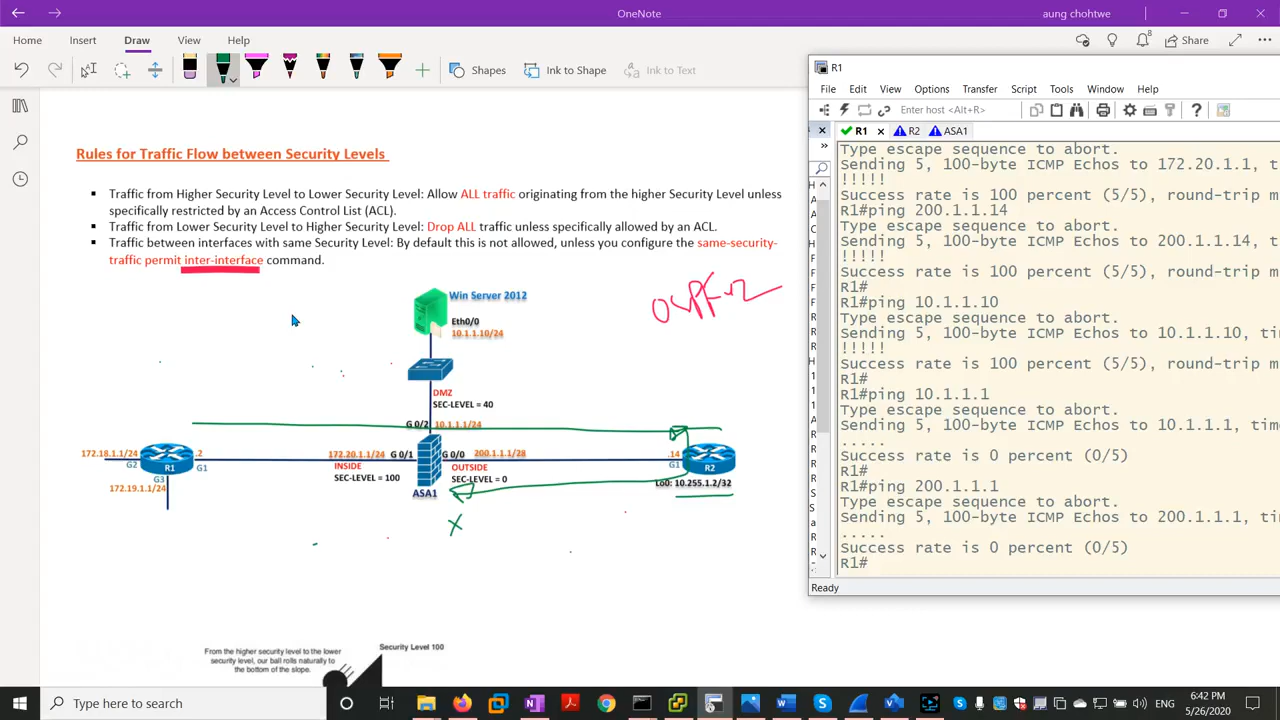 OneNote
aung chohtwe
Home Insert Draw View Help
Share
Shapes Ink to Shape Ink to Text
Rules for Traffic Flow between Security Levels
Traffic from Higher Security Level to Lower Security Level: Allow ALL traffic originating from the higher Security Level unless
specifically restricted by an Access Control List (ACL).
Traffic from Lower Security Level to Higher Security Level: Drop ALL traffic unless specifically allowed by an ACL.
Traffic between interfaces with same Security Level: By default this is not allowed, unless you configure the same-security-
traffic permit inter-interface command.
Win Server 2012
Eth0/0
10.1.1.10/24
DMZ
SEC-LEVEL = 40
G 0/2 10.1.1.1/24
172.18.1.1/24
G2
R1
.2
G1
G3
172.19.1.1/24
172.20.1.1/24 G 0/1
INSIDE
SEC-LEVEL = 100
ASA1
G 0/0 200.1.1.1/28
OUTSIDE
SEC-LEVEL = 0
X
.14
G1
R2
Lo0: 10.255.1.2/32
From the higher security level to the lower
security level, our ball rolls naturally to
the bottom of the slope.
Security Level 100
R1
File Edit View Options Transfer Script Tools Window Help
Enter host <Alt+R>
R1 R2 ASA1
Type escape sequence to abort.
Sending 5, 100-byte ICMP Echos to 172.20.1.1, t
!!!!!
Success rate is 100 percent (5/5), round-trip m
R1#ping 200.1.1.14
Type escape sequence to abort.
Sending 5, 100-byte ICMP Echos to 200.1.1.14, t
!!!!!
Success rate is 100 percent (5/5), round-trip m
R1#
R1#ping 10.1.1.10
Type escape sequence to abort.
Sending 5, 100-byte ICMP Echos to 10.1.1.10, ti
!!!!!
Success rate is 100 percent (5/5), round-trip m
R1#
R1#ping 10.1.1.1
Type escape sequence to abort.
Sending 5, 100-byte ICMP Echos to 10.1.1.1, tim
.....
Success rate is 0 percent (0/5)
R1#
R1#ping 200.1.1.1
Type escape sequence to abort.
Sending 5, 100-byte ICMP Echos to 200.1.1.1, ti
.....
Success rate is 0 percent (0/5)
R1#
Ready
Type here to search
ENG
6:42 PM
5/26/2020